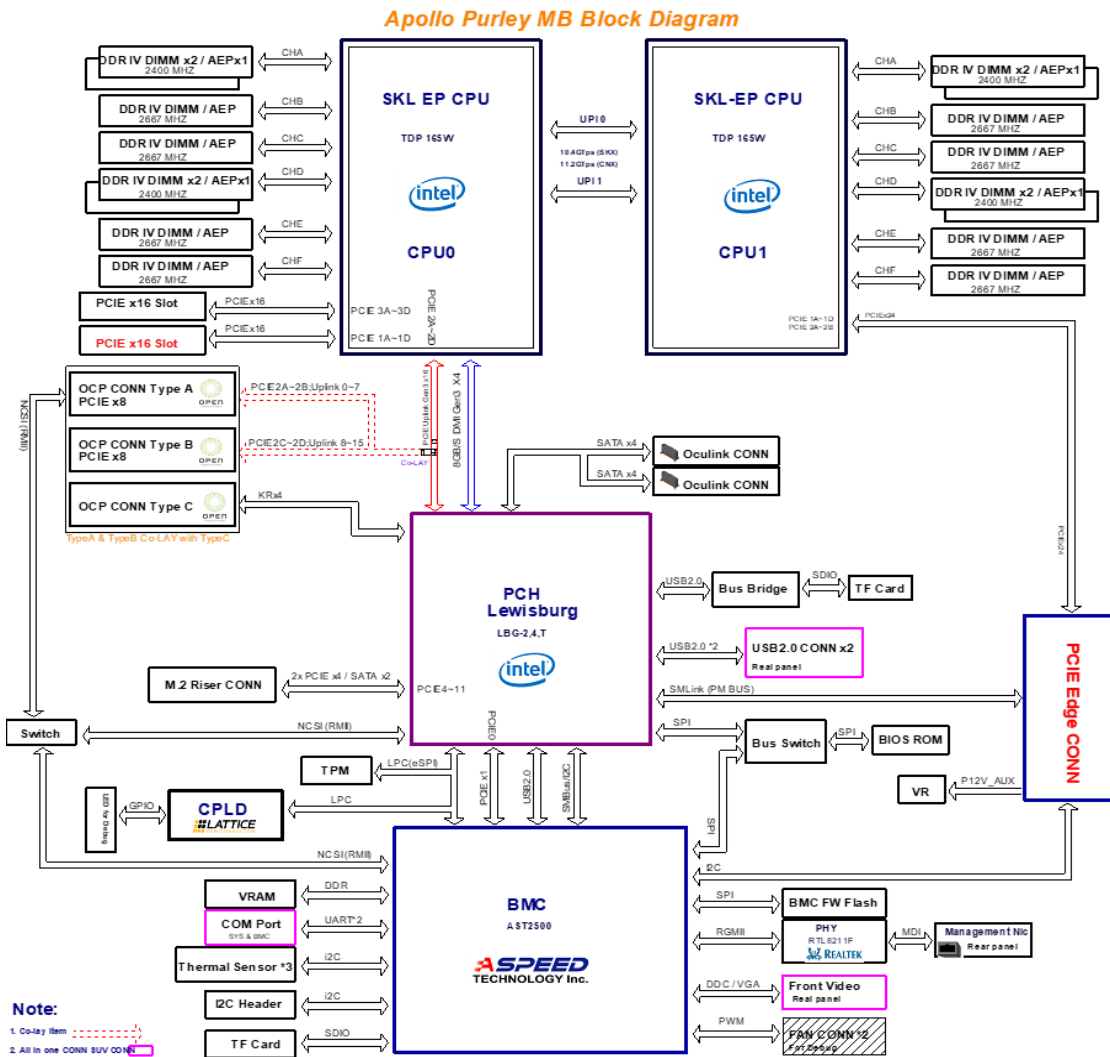 Apollo Purley MB Block Diagram
DDR IV DIMM x2 / AEPx1
2400 MHZ
CHA
DDR IV DIMM / AEP
2667 MHZ
CHB
DDR IV DIMM / AEP
2667 MHZ
CHC
DDR IV DIMM x2 / AEPx1
2400 MHZ
CHD
DDR IV DIMM / AEP
2667 MHZ
CHE
DDR IV DIMM / AEP
2667 MHZ
CHF
PCIE x16 Slot
PCIEx16
PCIE x16 Slot
PCIEx16
SKL EP CPU
TDP 165W
intel
CPU0
PCIE 3A~3D
PCIE 1A~1D
PCIE 2A~2D
UPI0
10.4GTps (SKX)
11.2GTps (CNX)
UPI 1
SKL-EP CPU
TDP 165W
intel
CPU1
PCIE 1A~1D
PCIE 2A~2B
CHA
DDR IV DIMM x2 / AEPx1
2400 MHZ
CHB
DDR IV DIMM / AEP
2667 MHZ
CHC
DDR IV DIMM / AEP
2667 MHZ
CHD
DDR IV DIMM x2 / AEPx1
2400 MHZ
CHE
DDR IV DIMM / AEP
2667 MHZ
CHF
DDR IV DIMM / AEP
2667 MHZ
PCIEx24
PCIEx24
NCSI (RMII)
OCP CONN Type A
PCIE x8
OPEN
PCIE2A~2B;Uplink 0~7
OCP CONN Type B
PCIE x8
OPEN
PCIE2C~2D;Uplink 8~15
Co-LAY
OCP CONN Type C
OPEN
KRx4
TypeA & TypeB Co-LAY with TypeC
PCIEUplink Gen3 x16
8GB/S DMI Gen3 X4
SATA x4
Oculink CONN
SATA x4
Oculink CONN
PCH
Lewisburg
LBG-2,4,T
intel
PCIE4~11
PCIE0
USB2.0
Bus Bridge
SDIO
TF Card
USB2.0 *2
USB2.0 CONN x2
Real panel
SMLink (PM BUS)
PCIE Edge CONN
M.2 Riser CONN
2x PCIE x4 / SATA x2
Switch
NCSI (RMII)
SPI
Bus Switch
SPI
BIOS ROM
VR
P12V_AUX
TPM
LPC(eSPI)
LED for Debug
GPIO
CPLD
LATTICE
LPC
PCIE x1
USB2.0
SMBus/I2C
SPI
NCSI(RMII)
I2C
BMC
AST2500
ASPEED
TECHNOLOGY Inc.
VRAM
DDR
COM Port
SYS & BMC
UART*2
Thermal Sensor *3
i2C
I2C Header
i2C
TF Card
SDIO
SPI
BMC FW Flash
RGMII
PHY
RTL8211F
REALTEK
MDI
Management Nic
Rear panel
DDC / VGA
Front Video
Real panel
PWM
FAN CONN *2
For Debug
Note:
1. Co-lay Item
2. All in one CONN SUV CONN